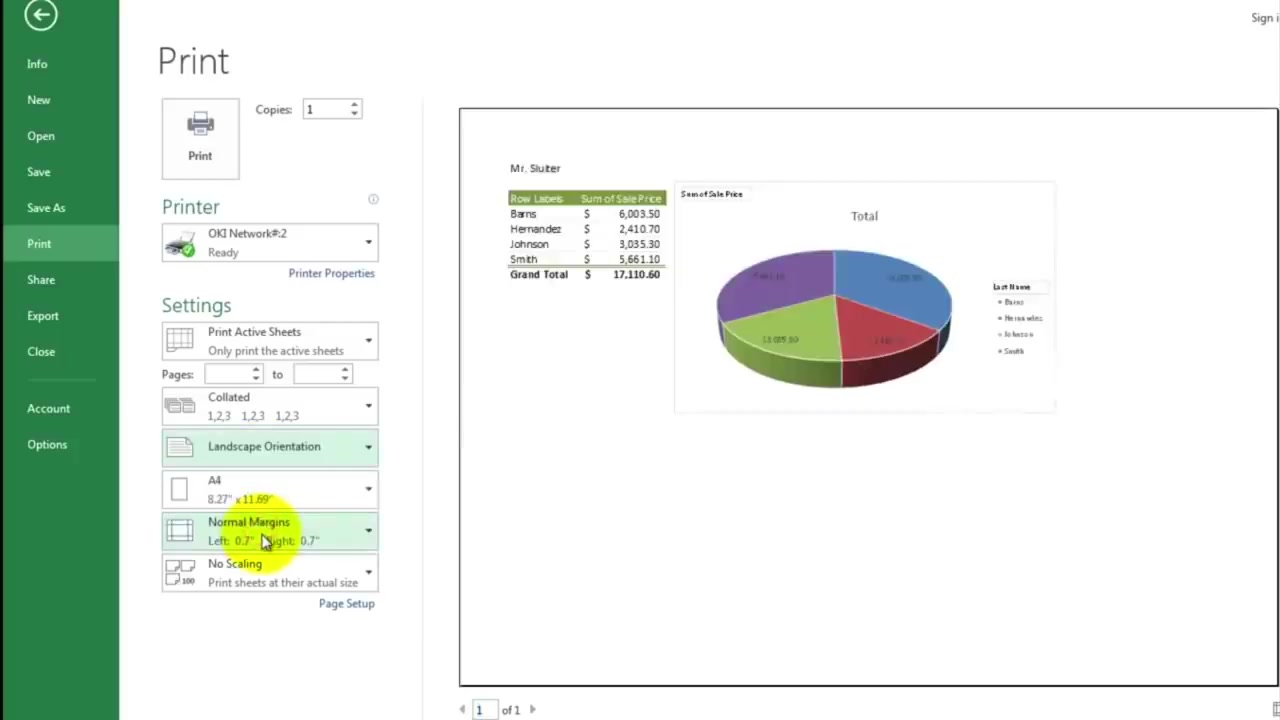 Sign i
Info
New
Open
Save
Save As
Print
Share
Export
Close
Account
Options
Print
Print
Copies: 1
Printer
OKI Network#:2
Ready
Printer Properties
Settings
Print Active Sheets
Only print the active sheets
Pages: to
Collated
1,2,3 1,2,3 1,2,3
Landscape Orientation
A4
8.27" x 11.69"
Normal Margins
Left: 0.7" Right: 0.7"
No Scaling
100
Print sheets at their actual size
Page Setup
Mr. Sluiter
Row Labels Sum of Sale Price
Barns $ 6,003.50
Hernandez $ 2,410.70
Johnson $ 3,035.30
Smith $ 5,661.10
Grand Total $ 17,110.60
Sum of Sale Price
Total
Last Name
Barns
Hernandez
Johnson
Smith
1 of 1